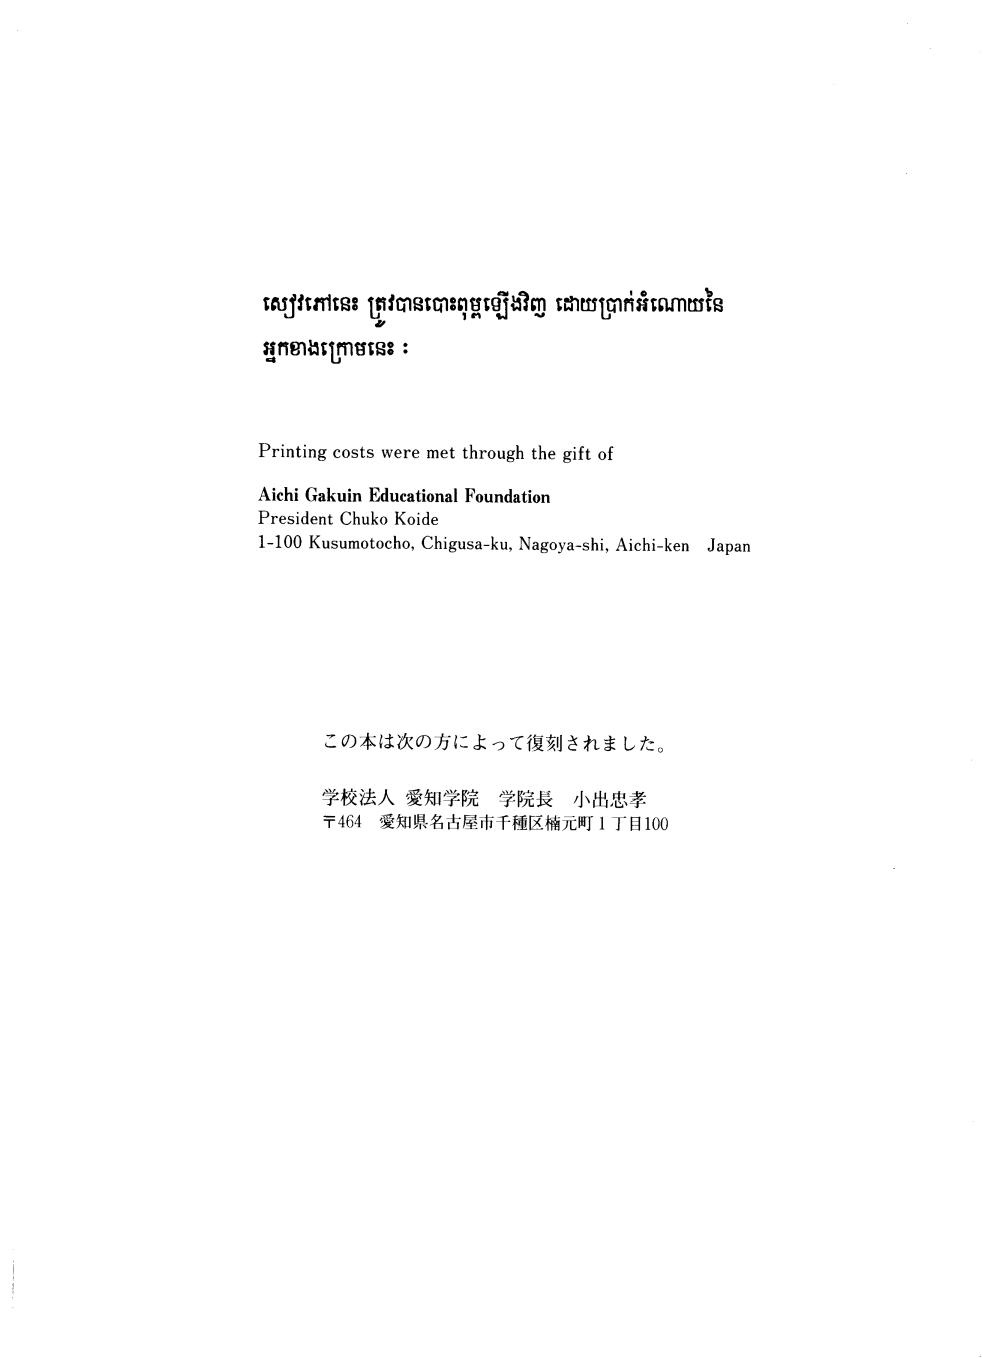 សៀវភៅនេះ ត្រូវបានបោះពុម្ពឡើងវិញ ដោយប្រាក់អំណោយនៃ
អ្នកខាងក្រោមនេះ :
Printing costs were met through the gift of
Aichi Gakuin Educational Foundation
President Chuko Koide
1-100 Kusumotocho, Chigusa-ku, Nagoya-shi, Aichi-ken Japan
この本は次の方によって復刻されました。
学校法人 愛知学院 学院長 小出忠孝
〒464 愛知県名古屋市千種区楠元町1丁目100